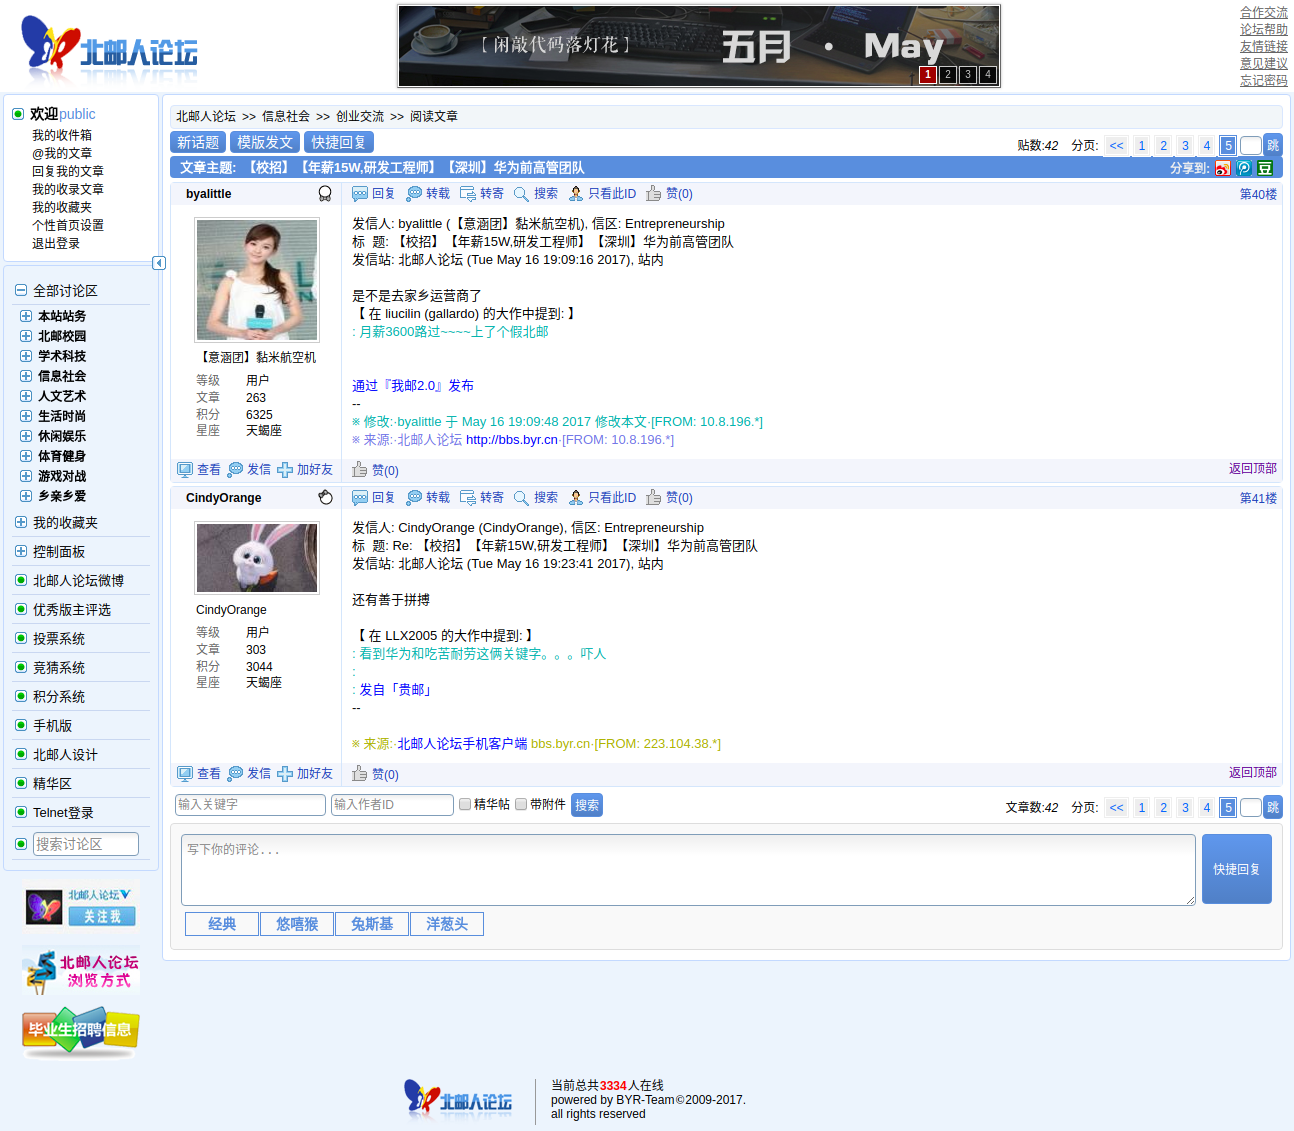 北邮人论坛
【 闲敲代码落灯花 】
五月 · May
1 2 3 4
合作交流
论坛帮助
友情链接
意见建议
忘记密码
欢迎public
我的收件箱
@我的文章
回复我的文章
我的收录文章
我的收藏夹
个性首页设置
退出登录
全部讨论区
本站站务
北邮校园
学术科技
信息社会
人文艺术
生活时尚
休闲娱乐
体育健身
游戏对战
乡亲乡爱
我的收藏夹
控制面板
北邮人论坛微博
优秀版主评选
投票系统
竞猜系统
积分系统
手机版
北邮人设计
精华区
Telnet登录
搜索讨论区
北邮人论坛
关注我
北邮人论坛
浏览方式
毕业生招聘信息
北邮人论坛 >> 信息社会 >> 创业交流 >> 阅读文章
新话题 模版发文 快捷回复
贴数:42 分页: << 1 2 3 4 5 跳
文章主题: 【校招】【年薪15W,研发工程师】【深圳】华为前高管团队
分享到: 豆
byalittle
回复 转载 转寄 搜索 只看此ID 赞(0)
第40楼
【意涵团】黏米航空机
等级 用户
文章 263
积分 6325
星座 天蝎座
发信人: byalittle (【意涵团】黏米航空机), 信区: Entrepreneurship
标 题: 【校招】【年薪15W,研发工程师】【深圳】华为前高管团队
发信站: 北邮人论坛 (Tue May 16 19:09:16 2017), 站内
是不是去家乡运营商了
【 在 liucilin (gallardo) 的大作中提到: 】
: 月薪3600路过~~~~上了个假北邮
通过『我邮2.0』发布
--
※ 修改:·byalittle 于 May 16 19:09:48 2017 修改本文·[FROM: 10.8.196.*]
※ 来源:·北邮人论坛 http://bbs.byr.cn·[FROM: 10.8.196.*]
查看 发信 加好友
赞(0)
返回顶部
CindyOrange
回复 转载 转寄 搜索 只看此ID 赞(0)
第41楼
CindyOrange
等级 用户
文章 303
积分 3044
星座 天蝎座
发信人: CindyOrange (CindyOrange), 信区: Entrepreneurship
标 题: Re: 【校招】【年薪15W,研发工程师】【深圳】华为前高管团队
发信站: 北邮人论坛 (Tue May 16 19:23:41 2017), 站内
还有善于拼搏
【 在 LLX2005 的大作中提到: 】
: 看到华为和吃苦耐劳这俩关键字。。。吓人
:
: 发自「贵邮」
--
※ 来源:·北邮人论坛手机客户端 bbs.byr.cn·[FROM: 223.104.38.*]
查看 发信 加好友
赞(0)
返回顶部
输入关键字 输入作者ID 精华帖 带附件 搜索
文章数:42 分页: << 1 2 3 4 5 跳
写下你的评论...
快捷回复
经典 悠嘻猴 兔斯基 洋葱头
北邮人论坛
当前总共3334人在线
powered by BYR-Team©2009-2017.
all rights reserved